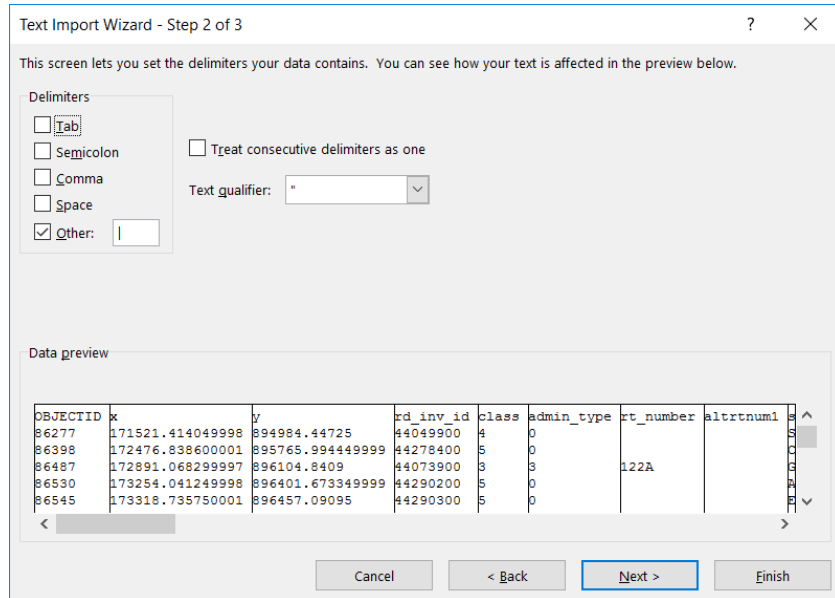 Text Import Wizard - Step 2 of 3
This screen lets you set the delimiters your data contains.  You can see how your text is affected in the preview below.
Delimiters
Tab
Semicolon
Comma
Space
Other: |
Treat consecutive delimiters as one
Text qualifier: "
Data preview
OBJECTID x y rd_inv_id class admin_type rt_number altrtnum1 s
86277 171521.414049998 894984.44725 44049900 4 0 S
86398 172476.838600001 895765.994449999 44278400 5 0 C
86487 172891.068299997 896104.8409 44073900 3 3 122A G
86530 173254.041249998 896401.673349999 44290200 5 0 A
86545 173318.735750001 896457.09095 44290300 5 0 E
Cancel < Back Next > Finish